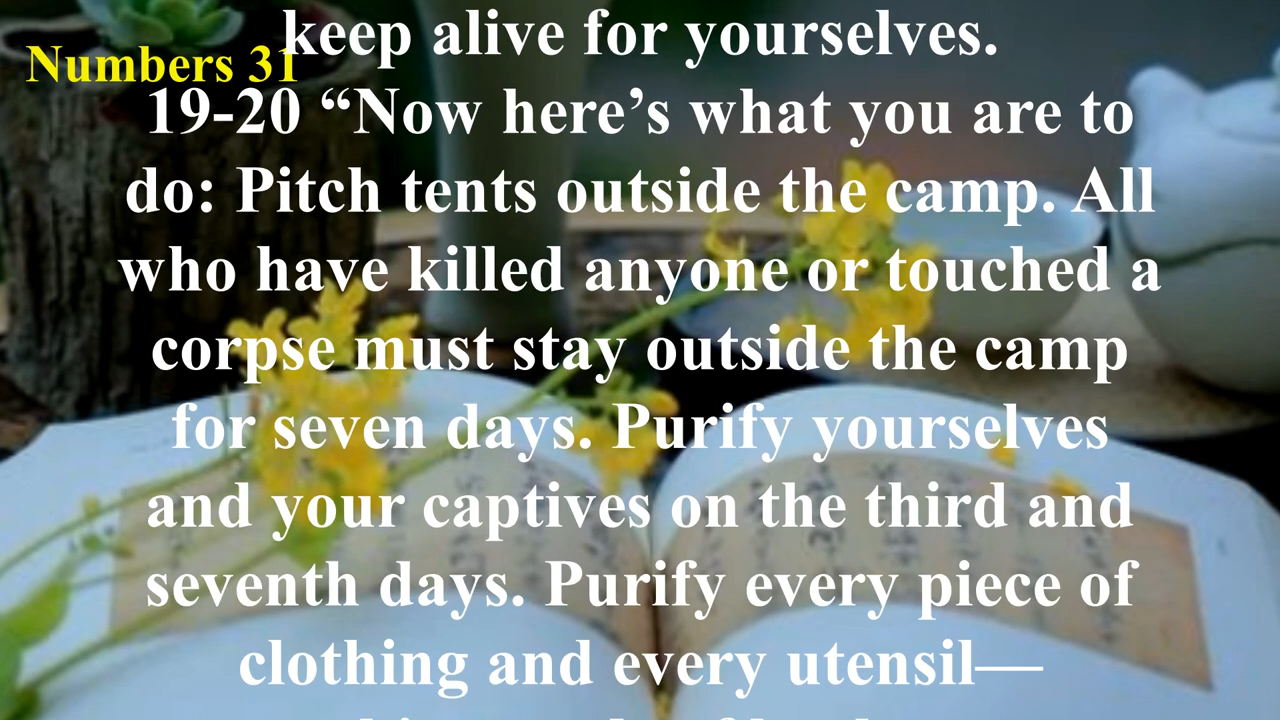 keep alive for yourselves.
Numbers 31
19-20 “Now here’s what you are to
do: Pitch tents outside the camp. All
who have killed anyone or touched a
corpse must stay outside the camp
for seven days. Purify yourselves
and your captives on the third and
seventh days. Purify every piece of
clothing and every utensil—